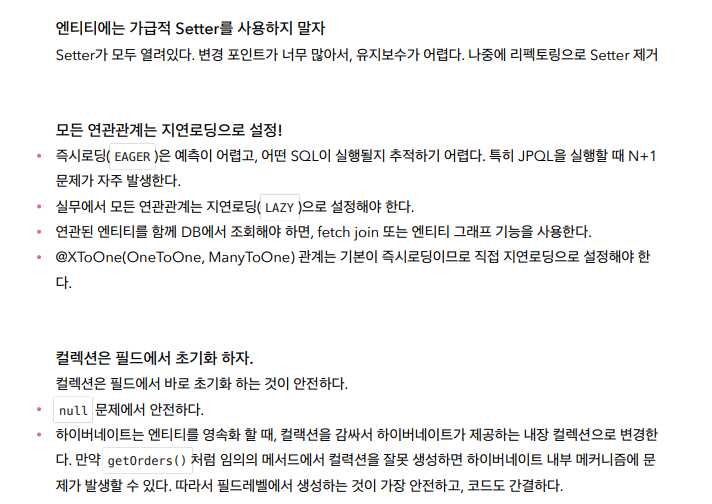 엔티티에는 가급적 Setter를 사용하지 말자
Setter가 모두 열려있다. 변경 포인트가 너무 많아서, 유지보수가 어렵다. 나중에 리펙토링으로 Setter 제거
모든 연관관계는 지연로딩으로 설정!
• 즉시로딩( EAGER )은 예측이 어렵고, 어떤 SQL이 실행될지 추적하기 어렵다. 특히 JPQL을 실행할 때 N+1
문제가 자주 발생한다.
• 실무에서 모든 연관관계는 지연로딩( LAZY )으로 설정해야 한다.
• 연관된 엔티티를 함께 DB에서 조회해야 하면, fetch join 또는 엔티티 그래프 기능을 사용한다.
• @XToOne(OneToOne, ManyToOne) 관계는 기본이 즉시로딩이므로 직접 지연로딩으로 설정해야 한
다.
컬렉션은 필드에서 초기화 하자.
컬렉션은 필드에서 바로 초기화 하는 것이 안전하다.
• null 문제에서 안전하다.
• 하이버네이트는 엔티티를 영속화 할 때, 컬랙션을 감싸서 하이버네이트가 제공하는 내장 컬렉션으로 변경한
다. 만약 getOrders() 처럼 임의의 메서드에서 컬력션을 잘못 생성하면 하이버네이트 내부 메커니즘에 문
제가 발생할 수 있다. 따라서 필드레벨에서 생성하는 것이 가장 안전하고, 코드도 간결하다.